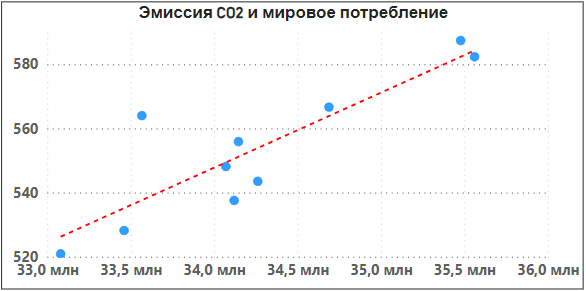 Эмиссия CO2 и мировое потребление
580
560
540
520
33,0 млн 33,5 млн 34,0 млн 34,5 млн 35,0 млн 35,5 млн 36,0 млн